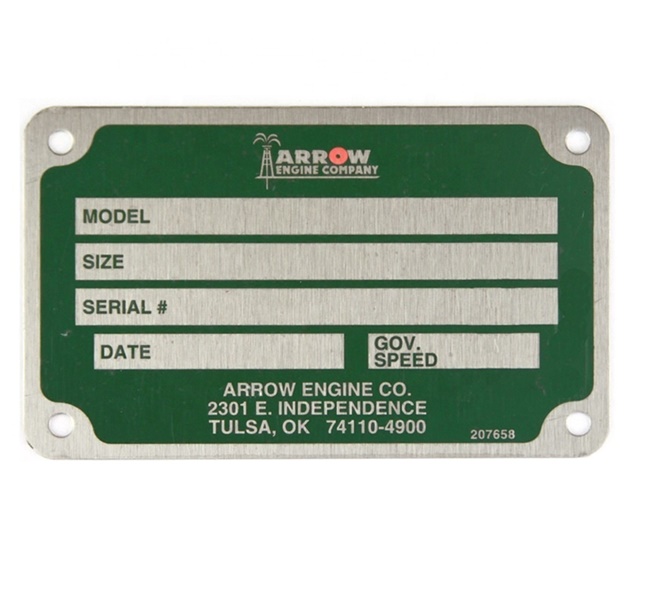 ARROW
ENGINE COMPANY
MODEL
SIZE
SERIAL #
DATE
GOV.
SPEED
ARROW ENGINE CO.
2301 E. INDEPENDENCE
TULSA, OK 74110-4900
207658